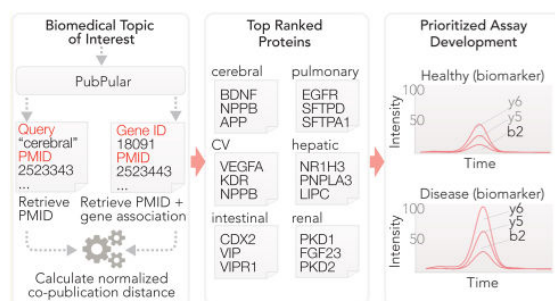 Biomedical Topic
of Interest
PubPular
Query
"cerebral"
PMID
2523343
...
Gene ID
18091
PMID
2523443
...
Retrieve
PMID
Retrieve PMID +
gene association
Calculate normalized
co-publication distance
Top Ranked
Proteins
cerebral
BDNF
NPPB
APP
pulmonary
EGFR
SFTPD
SFTPA1
CV
VEGFA
KDR
NPPB
hepatic
NR1H3
PNPLA3
LIPC
intestinal
CDX2
VIP
VIPR1
renal
PKD1
FGF23
PKD2
Prioritized Assay
Development
Healthy (biomarker)
Intensity
100
50
y6
y5
b2
Time
Disease (biomarker)
Intensity
100
50
y6
y5
b2
Time